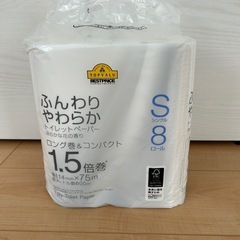 TOPVALU
BESTPRICE
ふんわり
やわらか
トイレットペーパー
S
シングル
8
ロール
ロング巻&コンパクト
1.5倍巻
114mm×75m